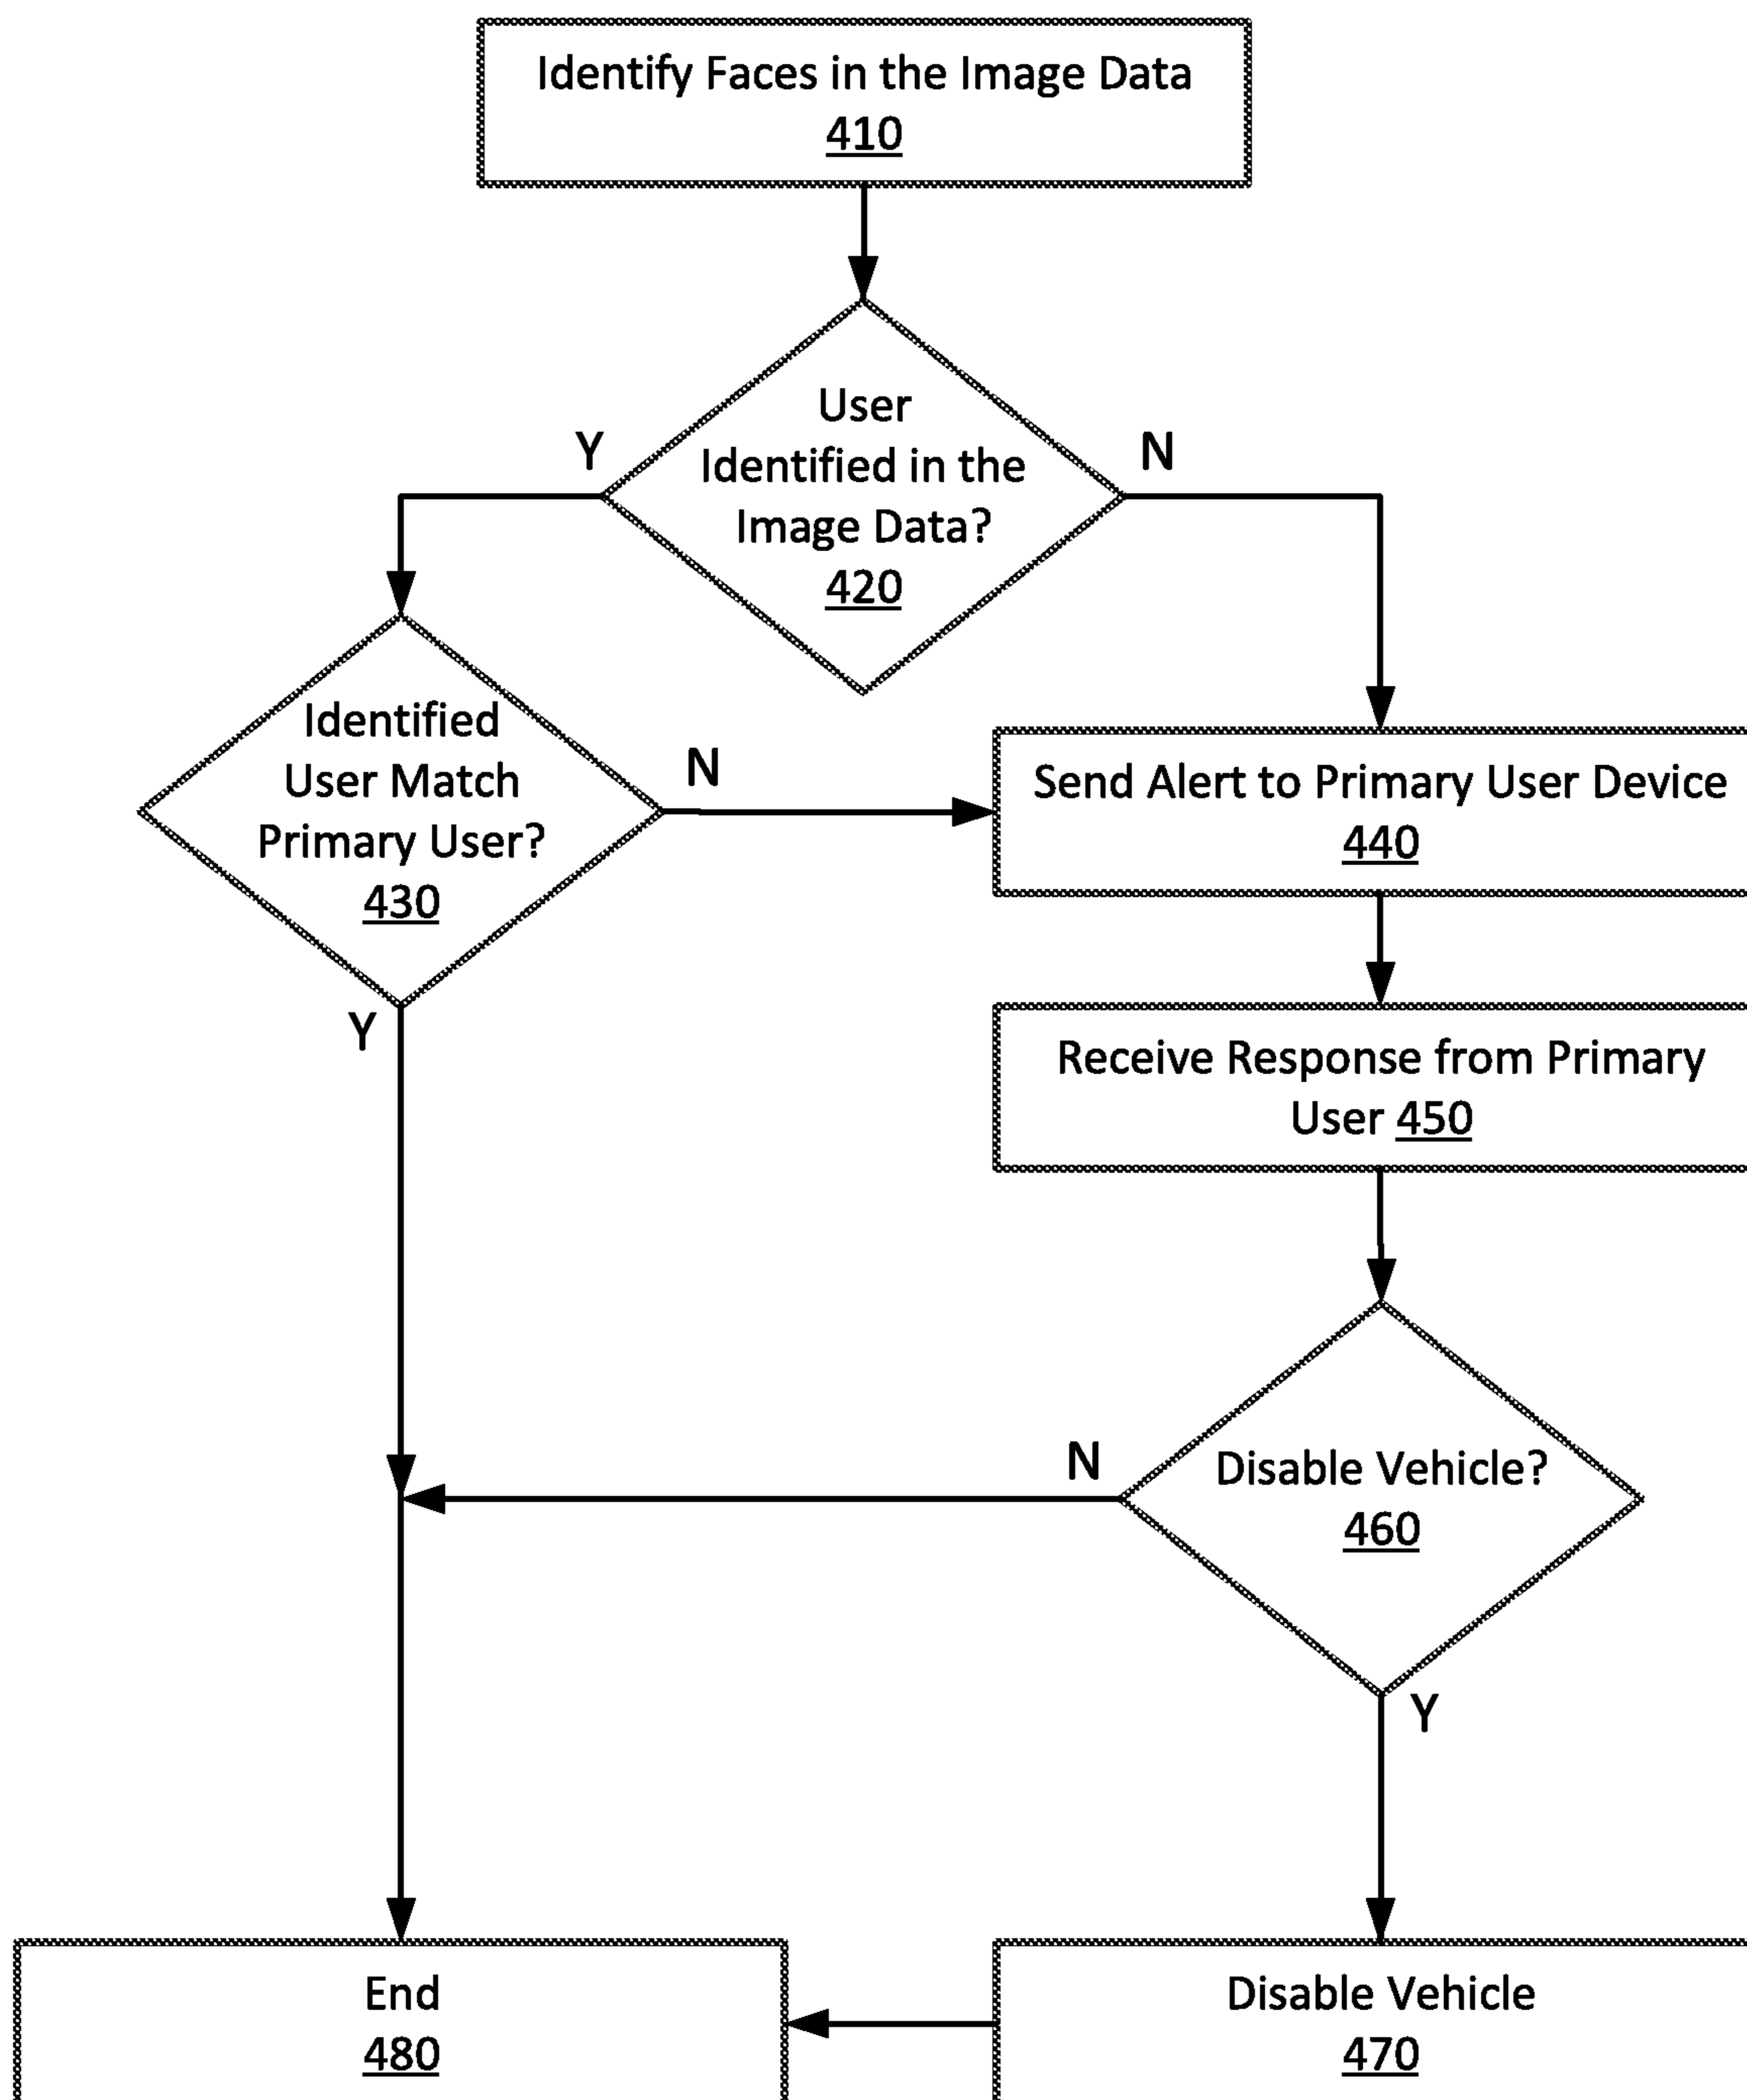 Identify Faces in the Image Data
410
User
Identified in the
Image Data?
420
Y
N
Identified
User Match
Primary User?
430
N
Y
Send Alert to Primary User Device
440
Receive Response from Primary
User 450
Disable Vehicle?
460
N
Y
End
480
Disable Vehicle
470